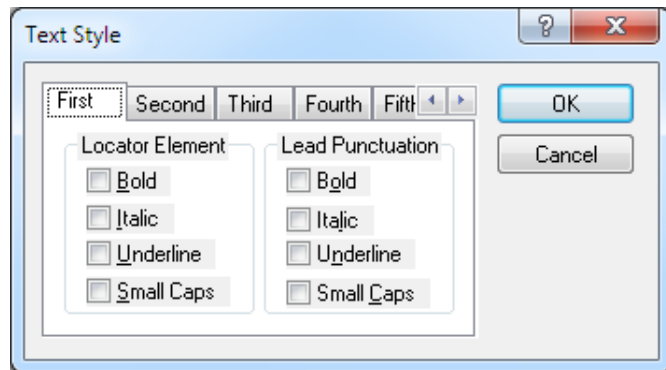 Text Style
?
First Second Third Fourth Fift
OK
Cancel
Locator Element Lead Punctuation
Bold Bold
Italic Italic
Underline Underline
Small Caps Small Caps